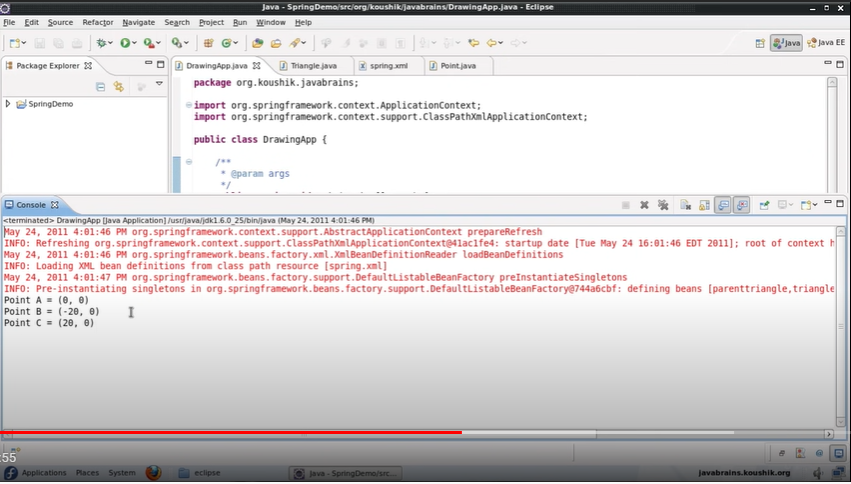 Java - SpringDemo/src/org/koushik/javabrains/DrawingApp.java - Eclipse
File Edit Source Refactor Navigate Search Project Run Window Help
Java Java EE
Package Explorer
SpringDemo
DrawingApp.java Triangle.java spring.xml Point.java
package org.koushik.javabrains;
import org.springframework.context.ApplicationContext;
import org.springframework.context.support.ClassPathXmlApplicationContext;
public class DrawingApp {
/**
* @param args
*/
Console
<terminated> DrawingApp [Java Application] /usr/java/jdk1.6.0_25/bin/java (May 24, 2011 4:01:46 PM)
May 24, 2011 4:01:46 PM org.springframework.context.support.AbstractApplicationContext prepareRefresh
INFO: Refreshing org.springframework.context.support.ClassPathXmlApplicationContext@41ac1fe4: startup date [Tue May 24 16:01:46 EDT 2011]; root of context h
May 24, 2011 4:01:46 PM org.springframework.beans.factory.xml.XmlBeanDefinitionReader loadBeanDefinitions
INFO: Loading XML bean definitions from class path resource [spring.xml]
May 24, 2011 4:01:47 PM org.springframework.beans.factory.support.DefaultListableBeanFactory preInstantiateSingletons
INFO: Pre-instantiating singletons in org.springframework.beans.factory.support.DefaultListableBeanFactory@744a6cbf: defining beans [parenttriangle,triangle
Point A = (0, 0)
Point B = (-20, 0)
Point C = (20, 0)
:55
Applications Places System eclipse Java - SpringDemo/src... javabrains.koushik.org